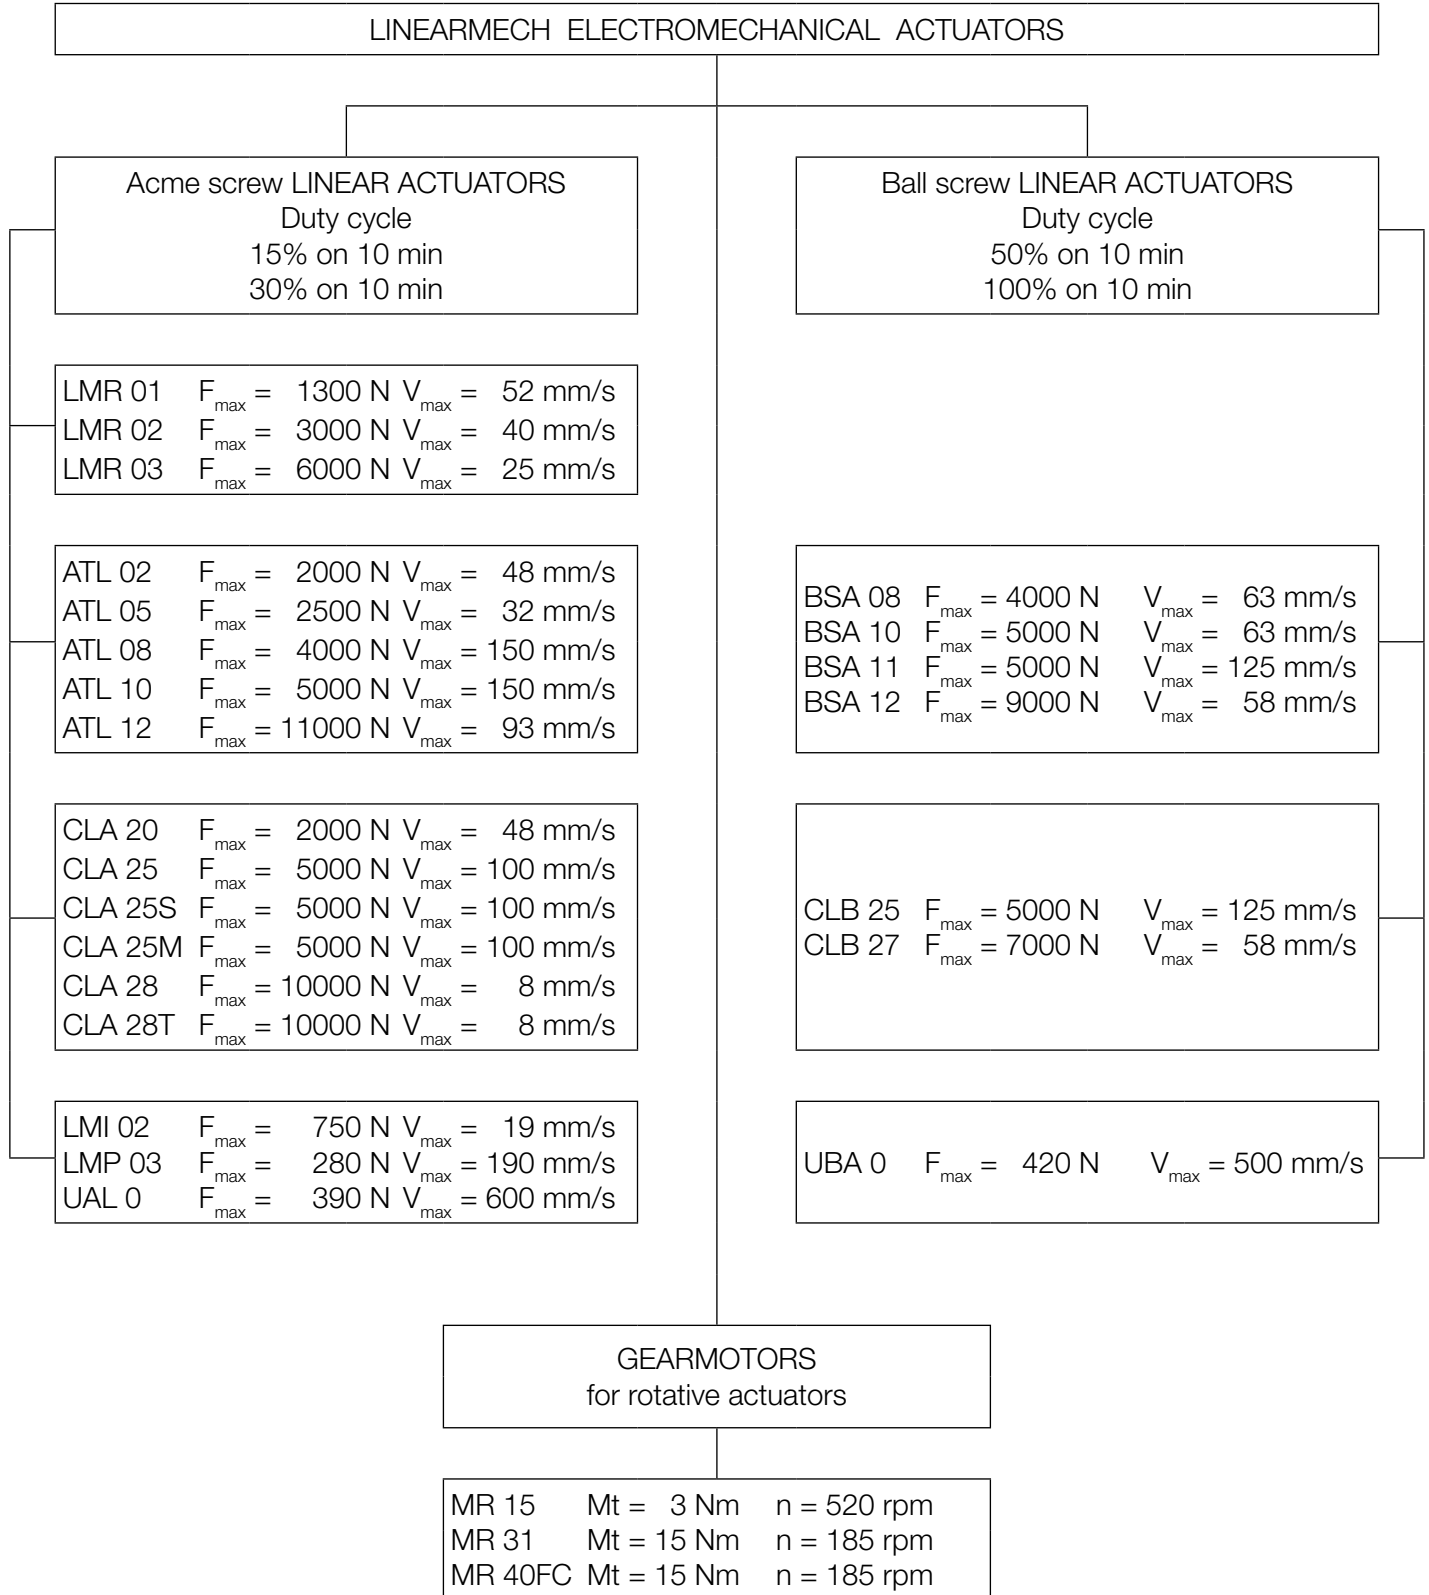 LINEARMECH ELECTROMECHANICAL ACTUATORS
Acme screw LINEAR ACTUATORS
Duty cycle
15% on 10 min
30% on 10 min
Ball screw LINEAR ACTUATORS
Duty cycle
50% on 10 min
100% on 10 min
LMR 01 Fmax = 1300 N Vmax = 52 mm/s
LMR 02 Fmax = 3000 N Vmax = 40 mm/s
LMR 03 Fmax = 6000 N Vmax = 25 mm/s
ATL 02 Fmax = 2000 N Vmax = 48 mm/s
ATL 05 Fmax = 2500 N Vmax = 32 mm/s
ATL 08 Fmax = 4000 N Vmax = 150 mm/s
ATL 10 Fmax = 5000 N Vmax = 150 mm/s
ATL 12 Fmax = 11000 N Vmax = 93 mm/s
BSA 08 Fmax = 4000 N Vmax = 63 mm/s
BSA 10 Fmax = 5000 N Vmax = 63 mm/s
BSA 11 Fmax = 5000 N Vmax = 125 mm/s
BSA 12 Fmax = 9000 N Vmax = 58 mm/s
CLA 20 Fmax = 2000 N Vmax = 48 mm/s
CLA 25 Fmax = 5000 N Vmax = 100 mm/s
CLA 25S Fmax = 5000 N Vmax = 100 mm/s
CLA 25M Fmax = 5000 N Vmax = 100 mm/s
CLA 28 Fmax = 10000 N Vmax = 8 mm/s
CLA 28T Fmax = 10000 N Vmax = 8 mm/s
CLB 25 Fmax = 5000 N Vmax = 125 mm/s
CLB 27 Fmax = 7000 N Vmax = 58 mm/s
LMI 02 Fmax = 750 N Vmax = 19 mm/s
LMP 03 Fmax = 280 N Vmax = 190 mm/s
UAL 0 Fmax = 390 N Vmax = 600 mm/s
UBA 0 Fmax = 420 N Vmax = 500 mm/s
GEARMOTORS
for rotative actuators
MR 15 Mt = 3 Nm n = 520 rpm
MR 31 Mt = 15 Nm n = 185 rpm
MR 40FC Mt = 15 Nm n = 185 rpm